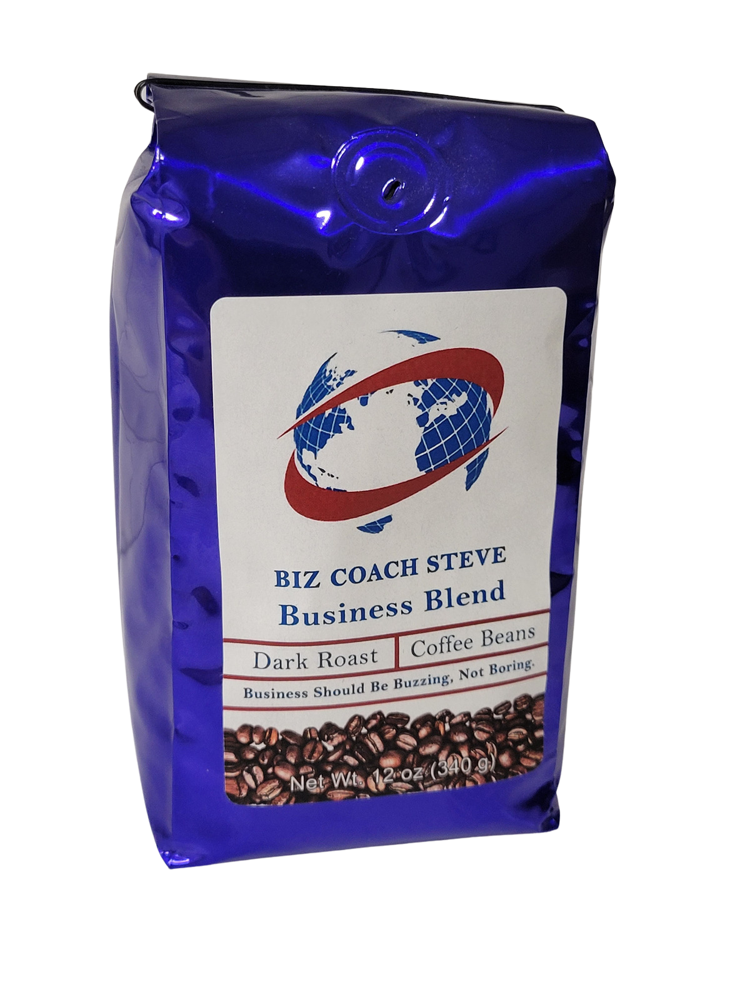 BIZ COACH STEVE
Business Blend
Dark Roast
Coffee Beans
Business Should Be Buzzing, Not Boring.
Net Wt. 12 oz (340 g)